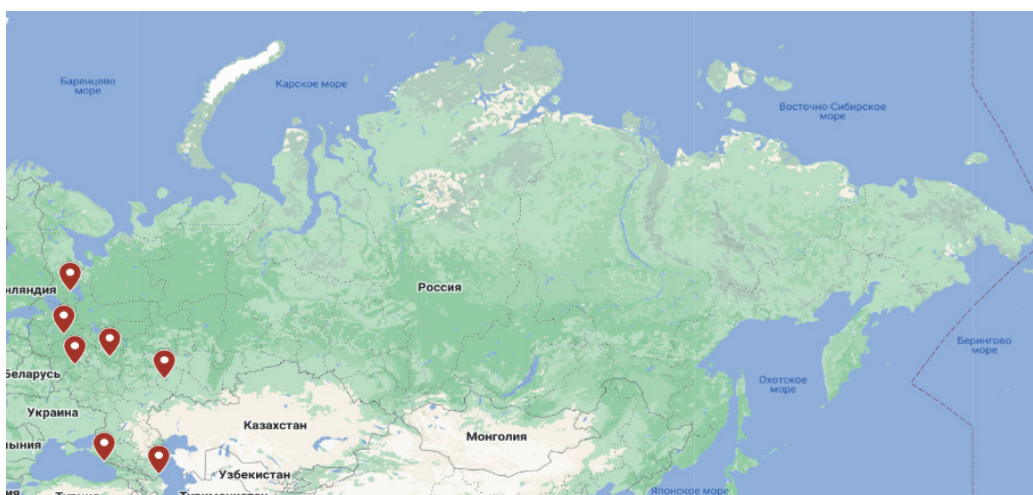 Баренцево
море
Карское море
Восточно-Сибирское
море
нляндия
Россия
Берингово
море
Беларусь
Охотское
море
Украина
Казахстан
Монголия
ыния
Узбекистан
Японское море